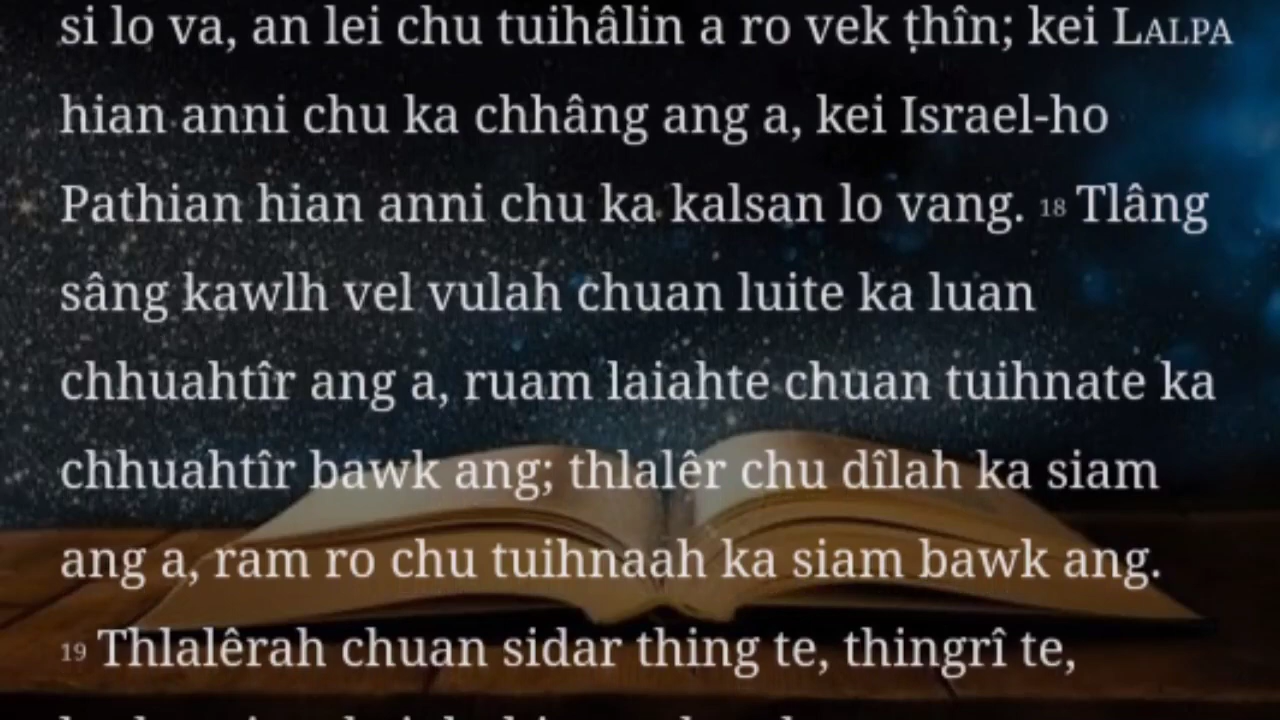 si lo va, an lei chu tuihâlin a ro vek ṭhîn; kei LALPA
hian anni chu ka chhâng ang a, kei Israel-ho
Pathian hian anni chu ka kalsan lo vang. 18 Tlâng
sâng kawlh vel vulah chuan luite ka luan
chhuahtîr ang a, ruam laiahte chuan tuihnate ka
chhuahtîr bawk ang; thlalêr chu dîlah ka siam
ang a, ram ro chu tuihnaah ka siam bawk ang.
19 Thlalêrah chuan sidar thing te, thingrî te,